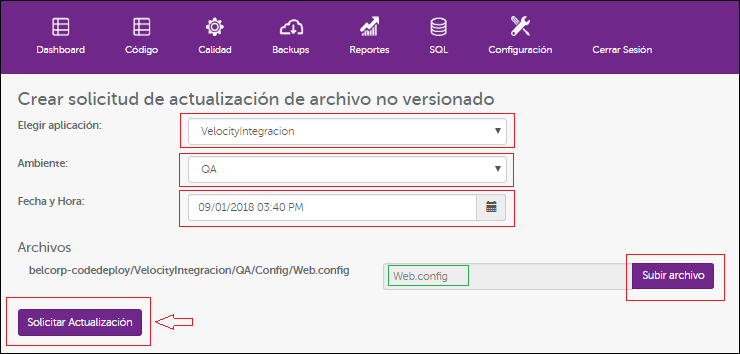 Dashboard Código Calidad Backups Reportes SQL Configuración Cerrar Sesión
Crear solicitud de actualización de archivo no versionado
Elegir aplicación: VelocityIntegracion
Ambiente: QA
Fecha y Hora: 09/01/2018 03:40 PM
Archivos
belcorp-codedeploy/VelocityIntegracion/QA/Config/Web.config Web.config Subir archivo
Solicitar Actualización